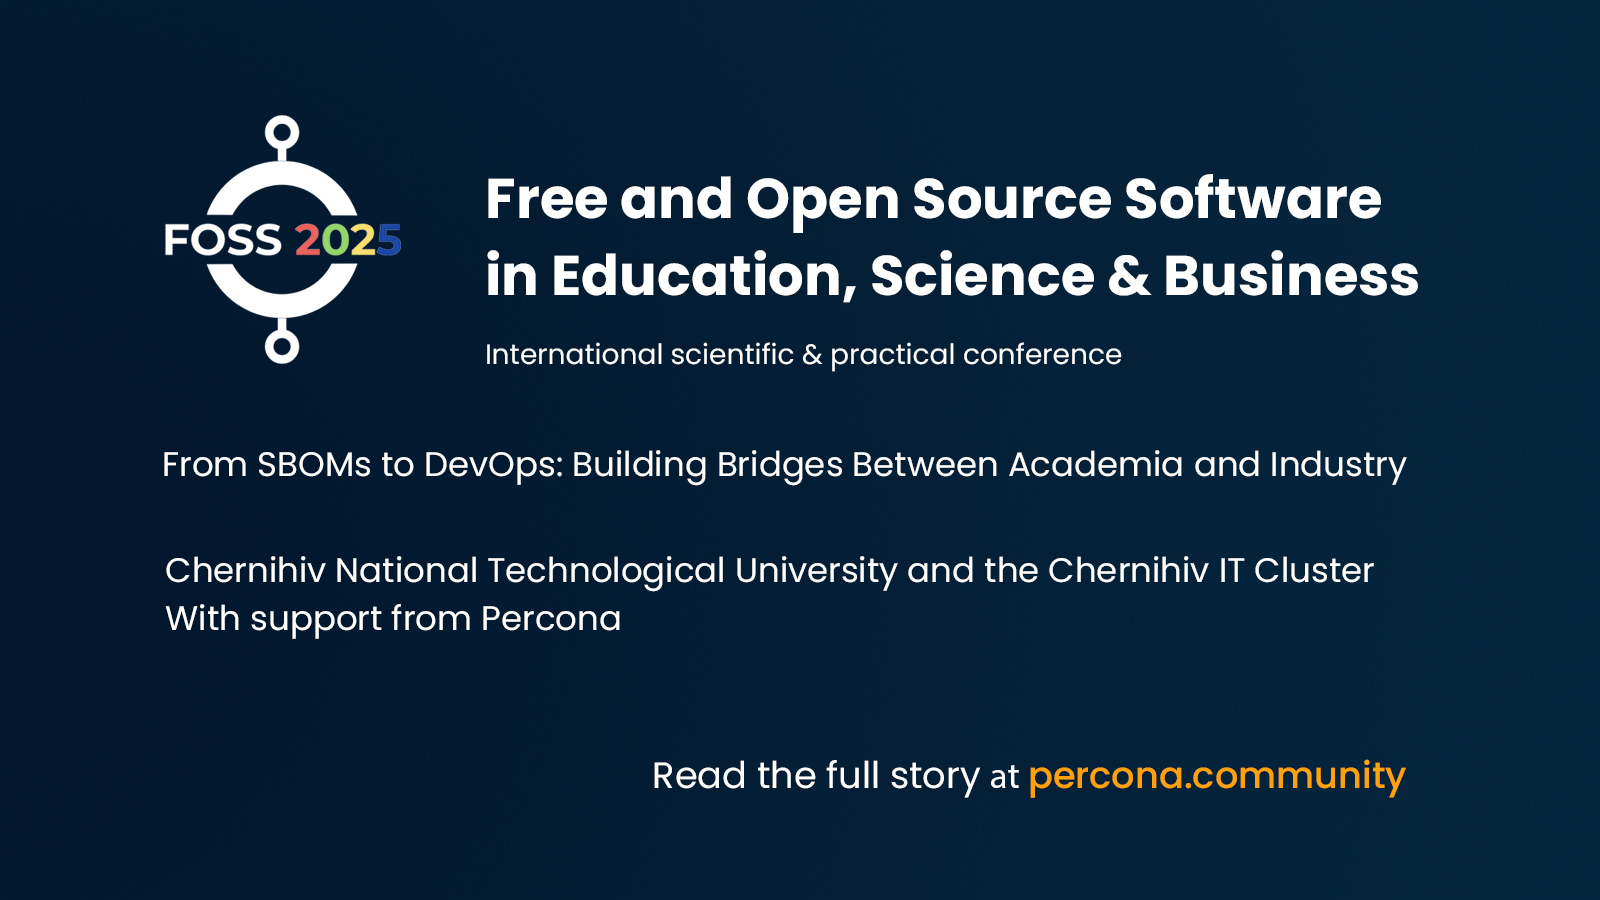 FOSS 2025
Free and Open Source Software
in Education, Science & Business
International scientific & practical conference
From SBOMs to DevOps: Building Bridges Between Academia and Industry
Chernihiv National Technological University and the Chernihiv IT Cluster
With support from Percona
Read the full story at percona.community